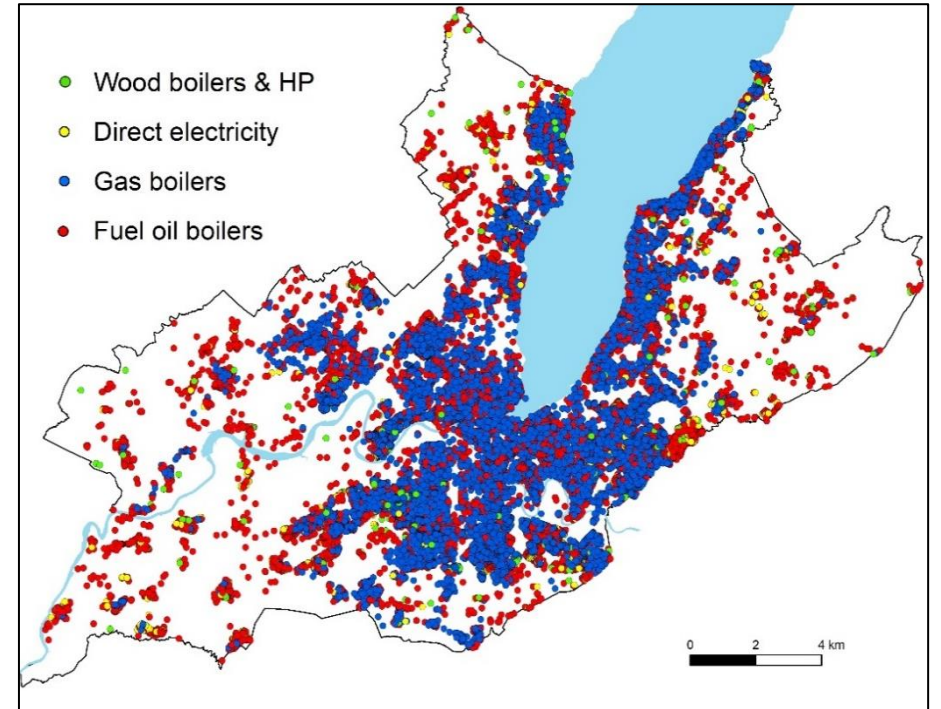 Wood boilers & HP
Direct electricity
Gas boilers
Fuel oil boilers
0 2 4 km